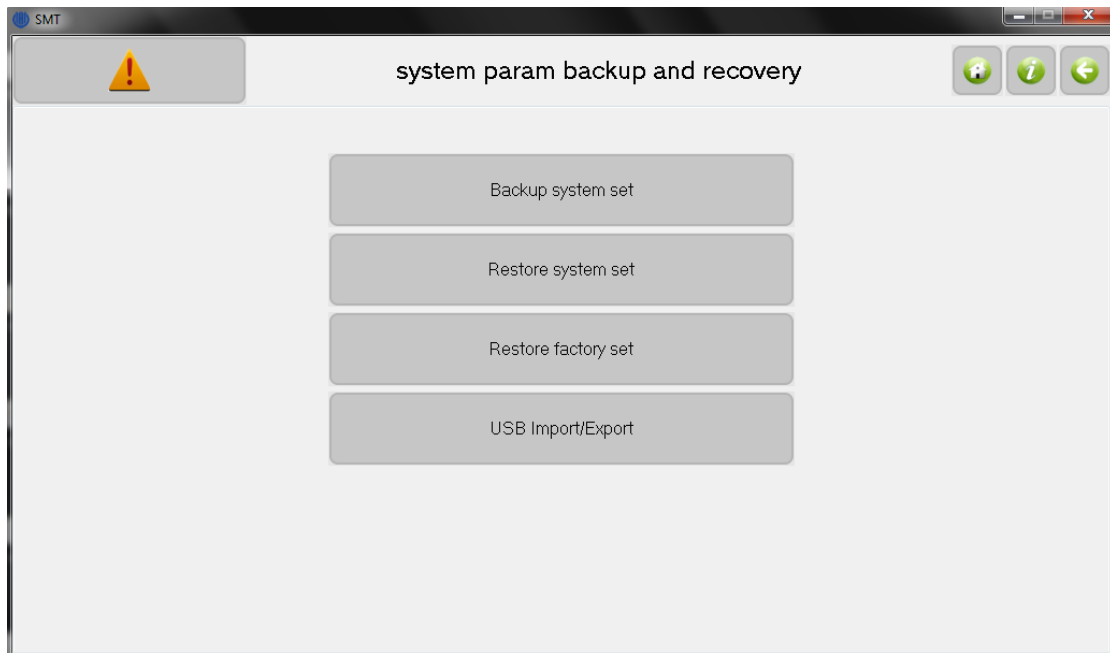 SMT
system param backup and recovery
Backup system set
Restore system set
Restore factory set
USB Import/Export